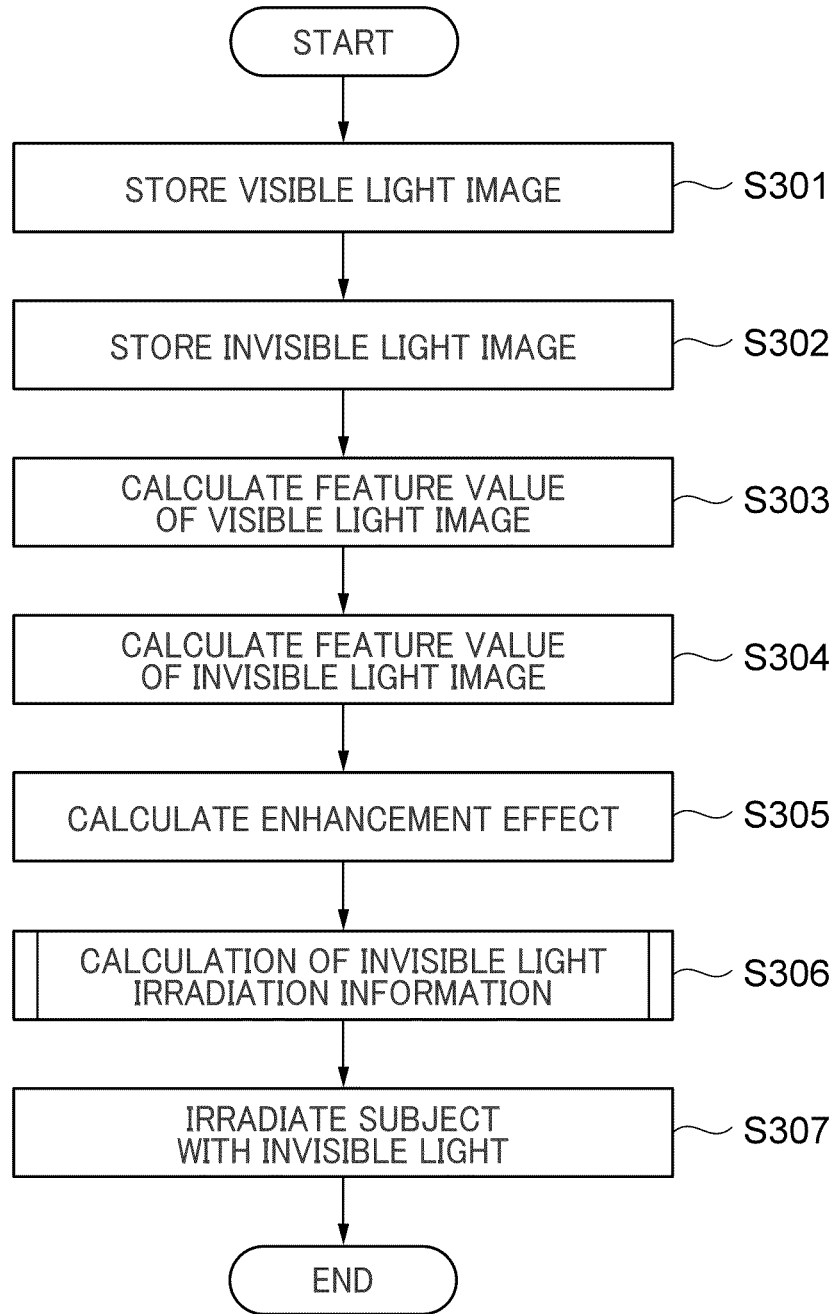 START
STORE VISIBLE LIGHT IMAGE
S301
STORE INVISIBLE LIGHT IMAGE
S302
CALCULATE FEATURE VALUE
OF VISIBLE LIGHT IMAGE
S303
CALCULATE FEATURE VALUE
OF INVISIBLE LIGHT IMAGE
S304
CALCULATE ENHANCEMENT EFFECT
S305
CALCULATION OF INVISIBLE LIGHT
IRRADIATION INFORMATION
S306
IRRADIATE SUBJECT
WITH INVISIBLE LIGHT
S307
END